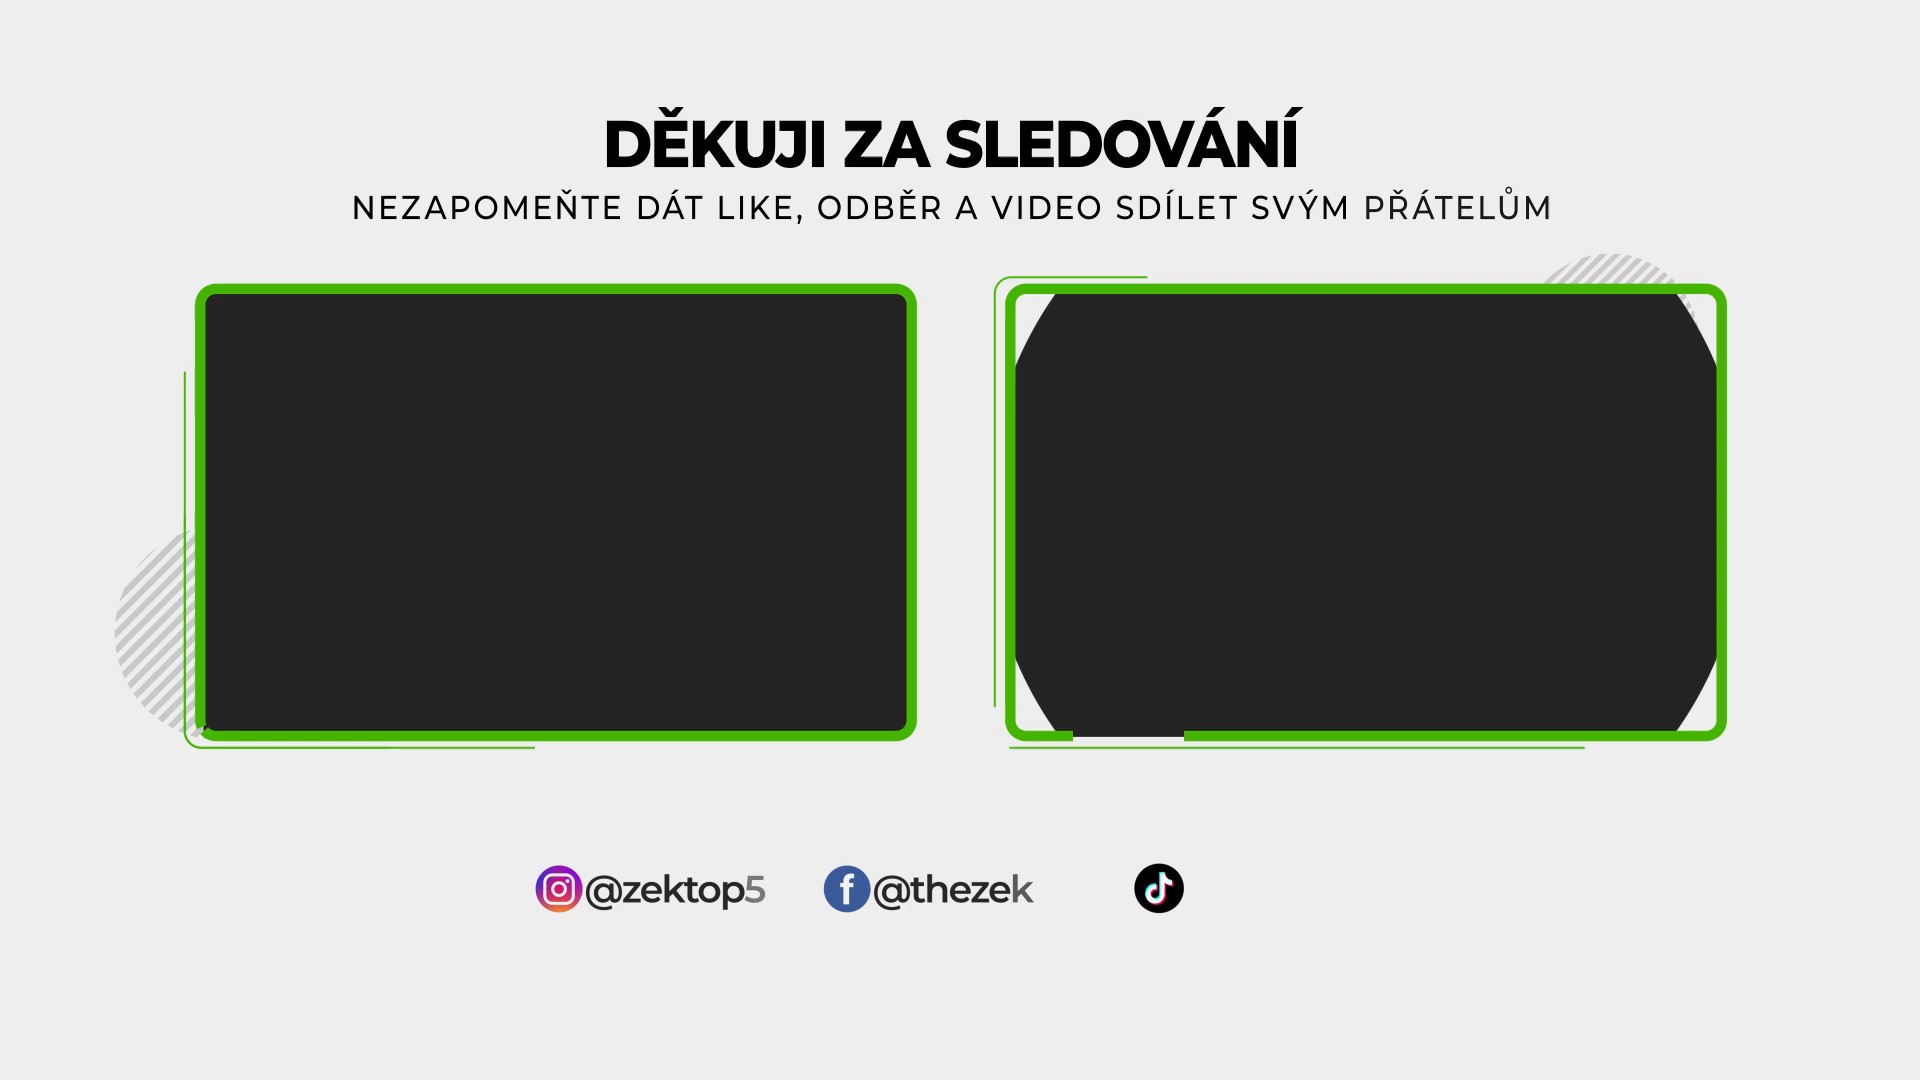 DĚKUJI ZA SLEDOVÁNÍ
NEZAPOMEŇTE DÁT LIKE, ODBĚR A VIDEO SDÍLET SVÝM PŘÁTELŮM
@zektop5 @thezek